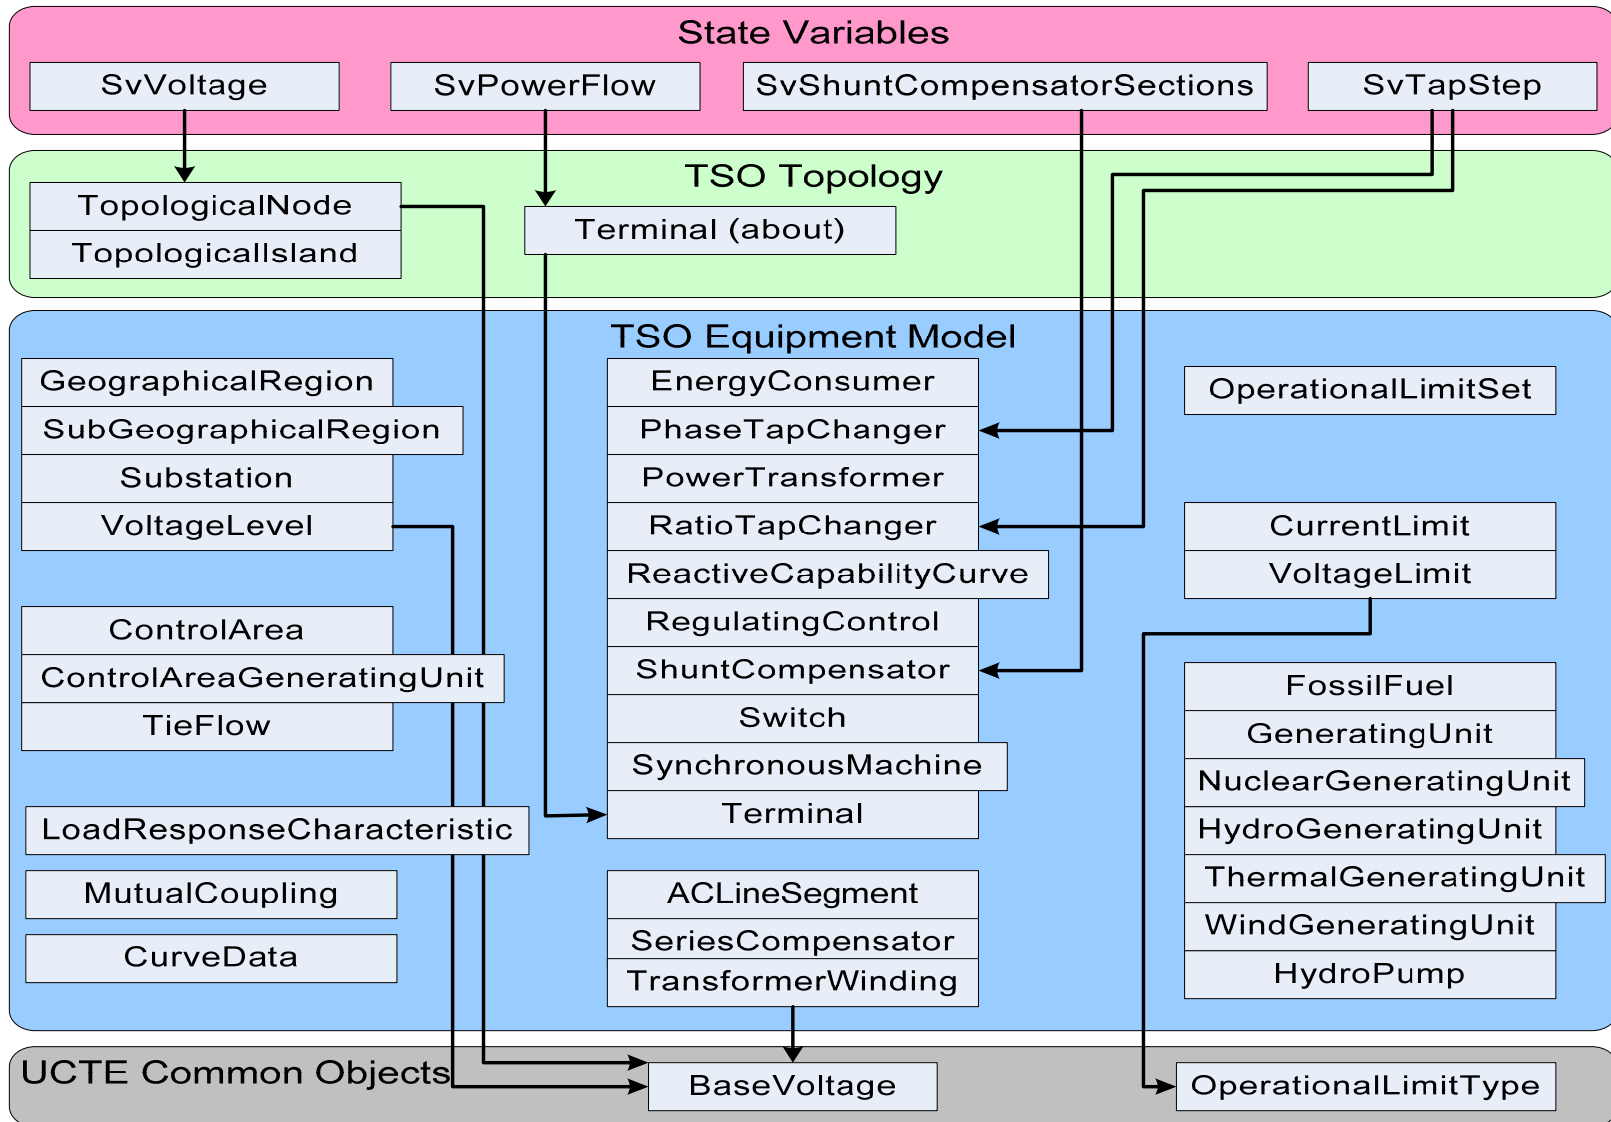 State Variables
SvVoltage
SvPowerFlow
SvShuntCompensatorSections
SvTapStep
TSO Topology
TopologicalNode
TopologicalIsland
Terminal (about)
TSO Equipment Model
GeographicalRegion
SubGeographicalRegion
Substation
VoltageLevel
ControlArea
ControlAreaGeneratingUnit
TieFlow
LoadResponseCharacteristic
MutualCoupling
CurveData
EnergyConsumer
PhaseTapChanger
PowerTransformer
RatioTapChanger
ReactiveCapabilityCurve
RegulatingControl
ShuntCompensator
Switch
SynchronousMachine
Terminal
ACLineSegment
SeriesCompensator
TransformerWinding
OperationalLimitSet
CurrentLimit
VoltageLimit
FossilFuel
GeneratingUnit
NuclearGeneratingUnit
HydroGeneratingUnit
ThermalGeneratingUnit
WindGeneratingUnit
HydroPump
UCTE Common Objects
BaseVoltage
OperationalLimitType